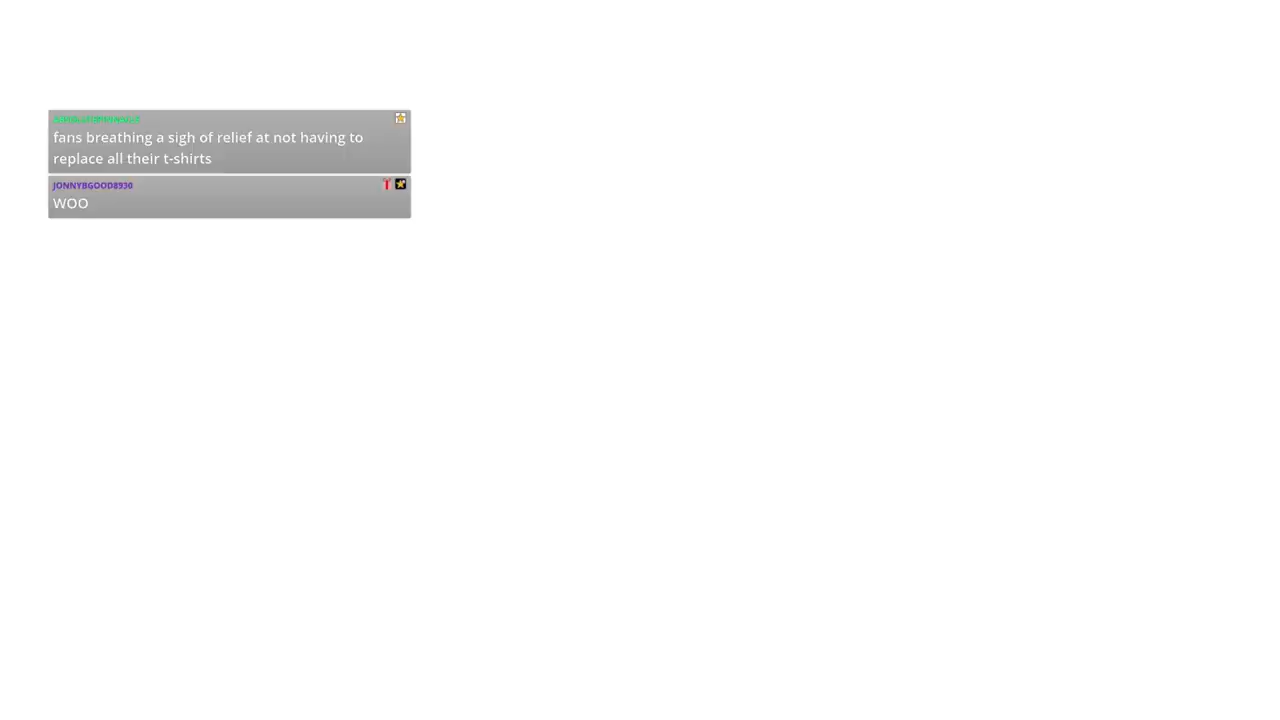 fans breathing a sigh of relief at not having to
replace all their t-shirts
JONNYBGOOD8930
WOO